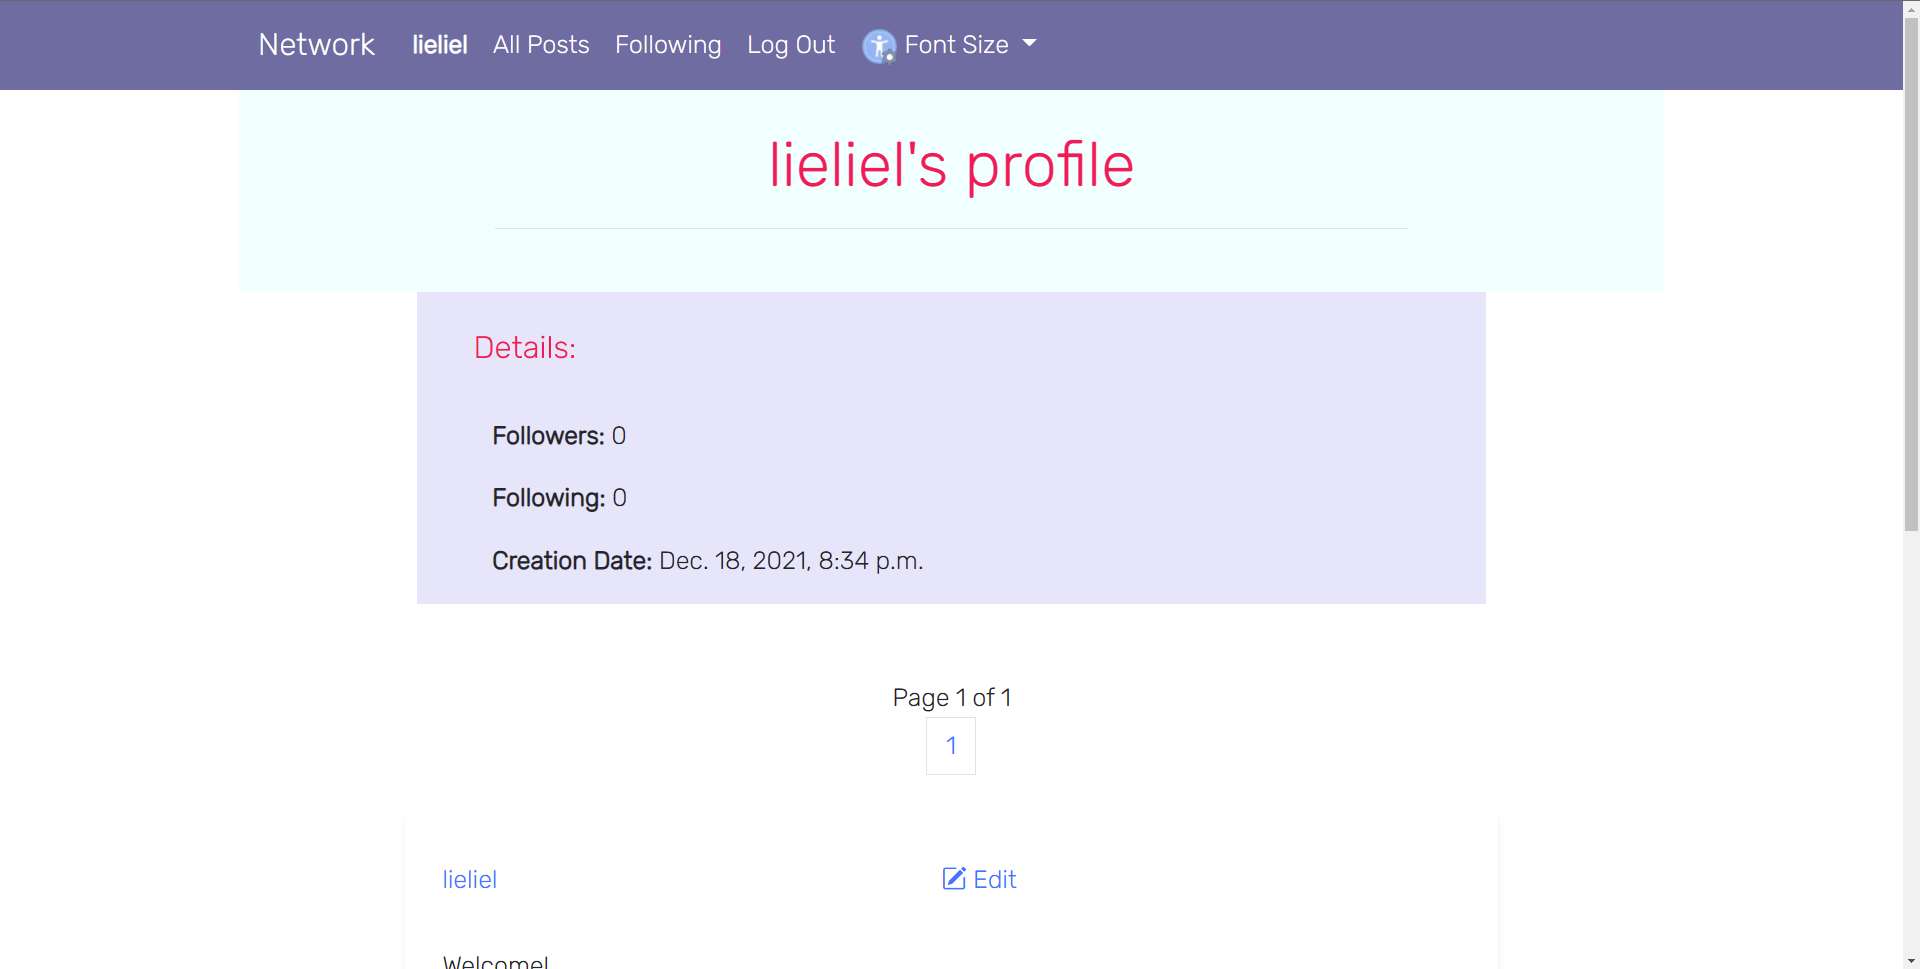 Network lieliel All Posts Following Log Out Font Size
lieliel's profile
Details:
Followers: 0
Following: 0
Creation Date: Dec. 18, 2021, 8:34 p.m.
Page 1 of 1
1
lieliel Edit
Welcome!